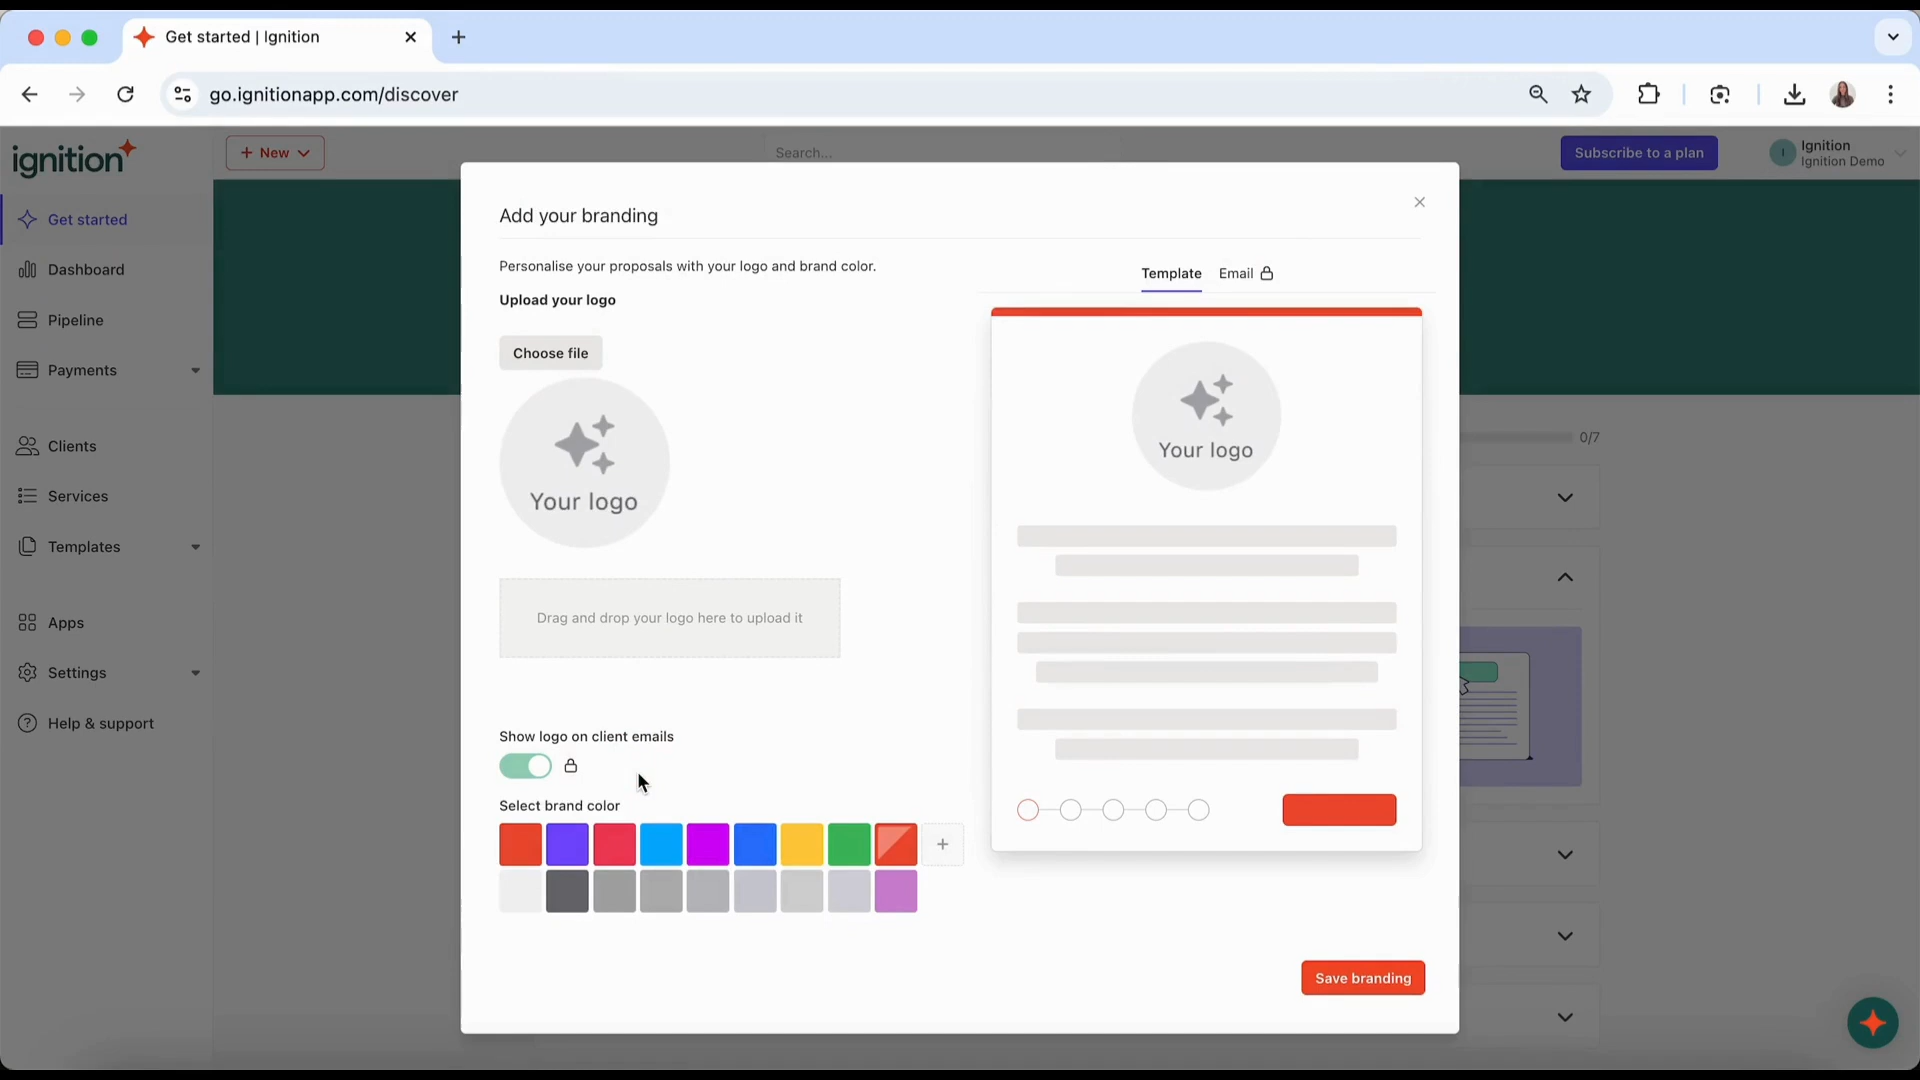 Get started | Ignition
go.ignitionapp.com/discover
ignition
+ New
Search...
Subscribe to a plan
I
Ignition
Ignition Demo
Get started
Dashboard
Pipeline
Payments
Clients
Services
Templates
Apps
Settings
Help & support
Add your branding
Personalise your proposals with your logo and brand color.
Upload your logo
Choose file
Your logo
Drag and drop your logo here to upload it
Show logo on client emails
Select brand color
+
Template
Email
Your logo
Save branding
0/7